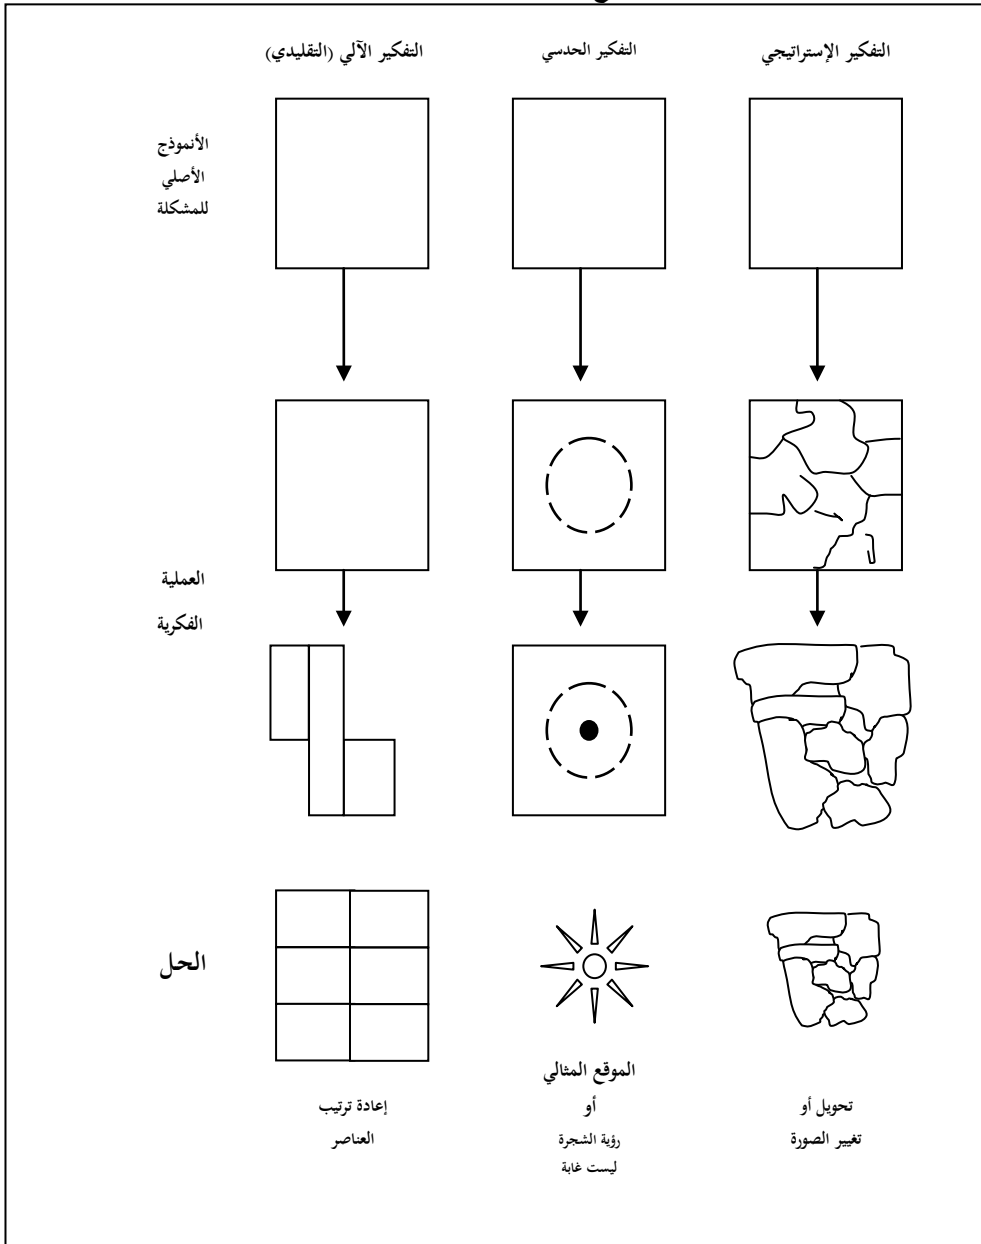 التفكير الإستراتيجي
التفكير الحدسي
التفكير الآلي (التقليدي)
الأنموذج
الأصلي
للمشكلة
العملية
الفكرية
الحل
تحويل أو
تغيير الصورة
الموقع المثالي
أو
رؤية الشجرة
ليست غابة
إعادة ترتيب
العناصر